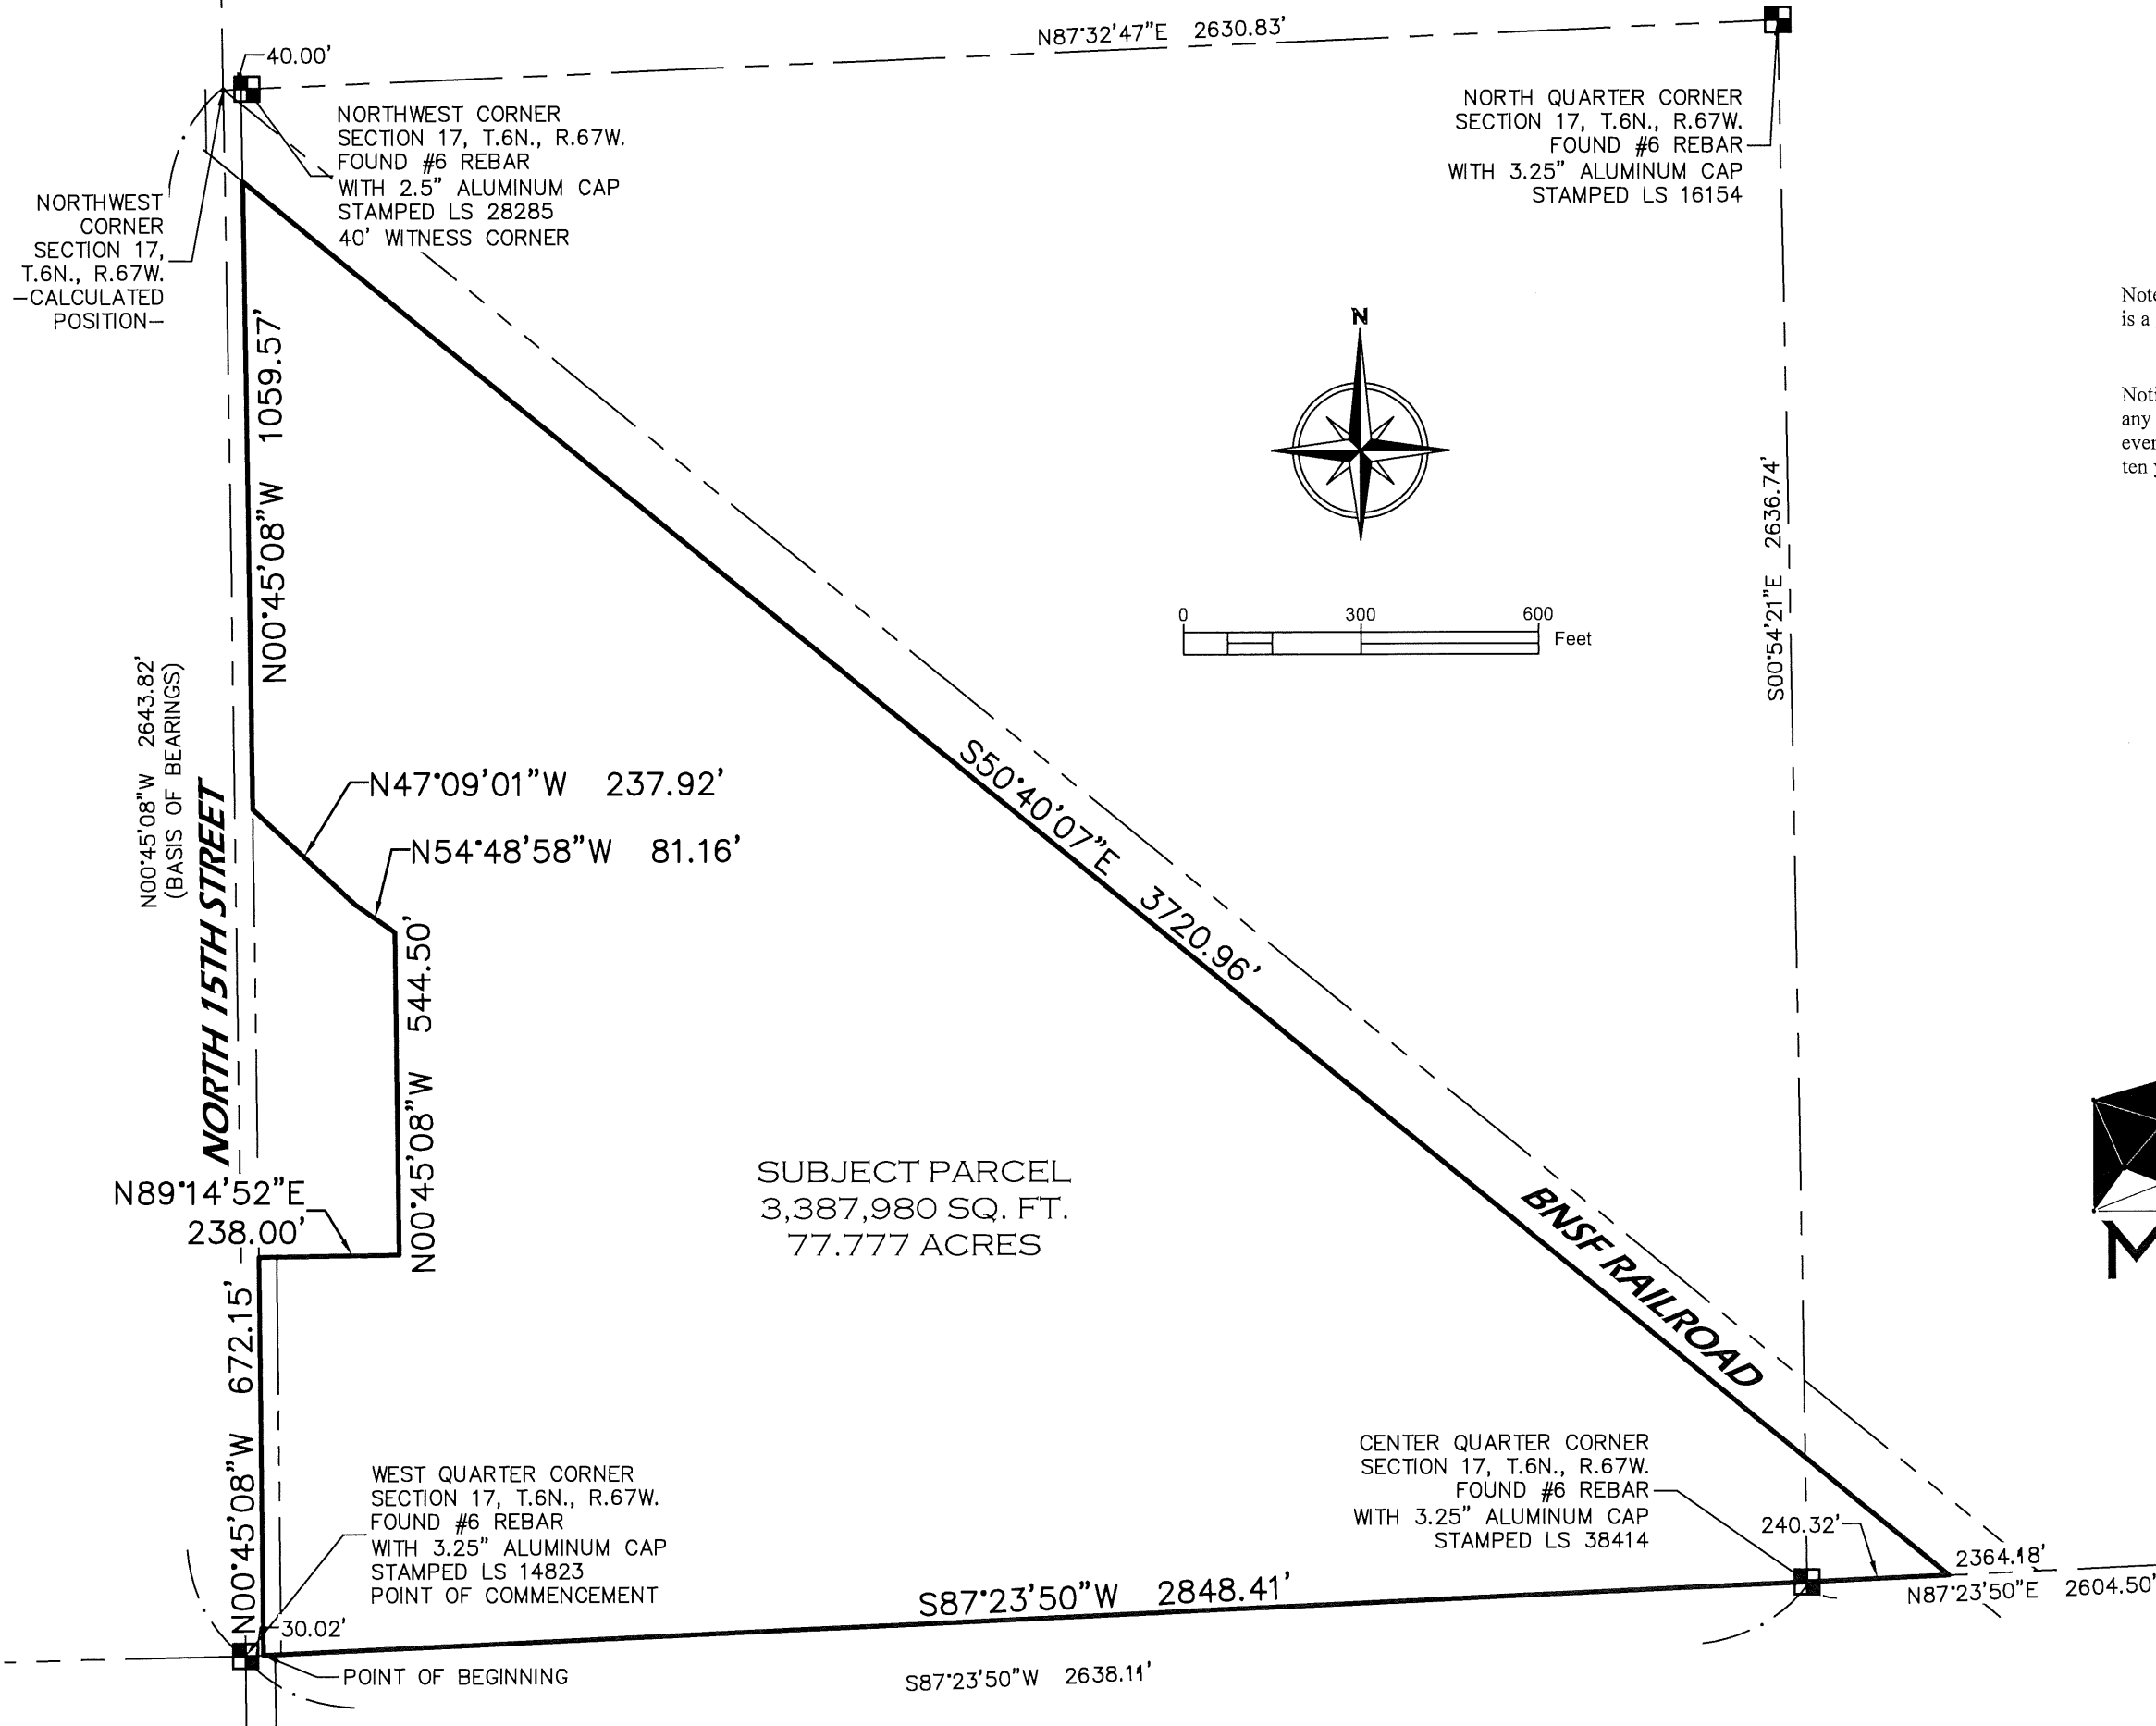 N87°32'47"E 2630.83'
40.00'
NORTHWEST CORNER
SECTION 17, T.6N., R.67W.
FOUND #6 REBAR
WITH 2.5" ALUMINUM CAP
STAMPED LS 28285
40' WITNESS CORNER
NORTH QUARTER CORNER
SECTION 17, T.6N., R.67W.
FOUND #6 REBAR
WITH 3.25" ALUMINUM CAP
STAMPED LS 16154
NORTHWEST
CORNER
SECTION 17,
T.6N., R.67W.
-CALCULATED
POSITION-
Note
is a
N
Noti
any
even
ten y
N00°45'08"W 1059.57'
0 300 600
Feet
S00°54'21"E 2636.74'
N00°45'08"W 2643.82'
(BASIS OF BEARINGS)
NORTH 15TH STREET
N47°09'01"W 237.92'
N54°48'58"W 81.16'
S50°40'07"E 3720.96'
N00°45'08"W 544.50'
N89°14'52"E
238.00'
SUBJECT PARCEL
3,387,980 SQ. FT.
77.777 ACRES
BNSF RAILROAD
M
N00°45'08"W 672.15'
WEST QUARTER CORNER
SECTION 17, T.6N., R.67W.
FOUND #6 REBAR
WITH 3.25" ALUMINUM CAP
STAMPED LS 14823
POINT OF COMMENCEMENT
CENTER QUARTER CORNER
SECTION 17, T.6N., R.67W.
FOUND #6 REBAR
WITH 3.25" ALUMINUM CAP
STAMPED LS 38414
240.32'
2364.18'
N87°23'50"E 2604.50'
S87°23'50"W 2848.41'
30.02'
POINT OF BEGINNING
S87°23'50"W 2638.11'